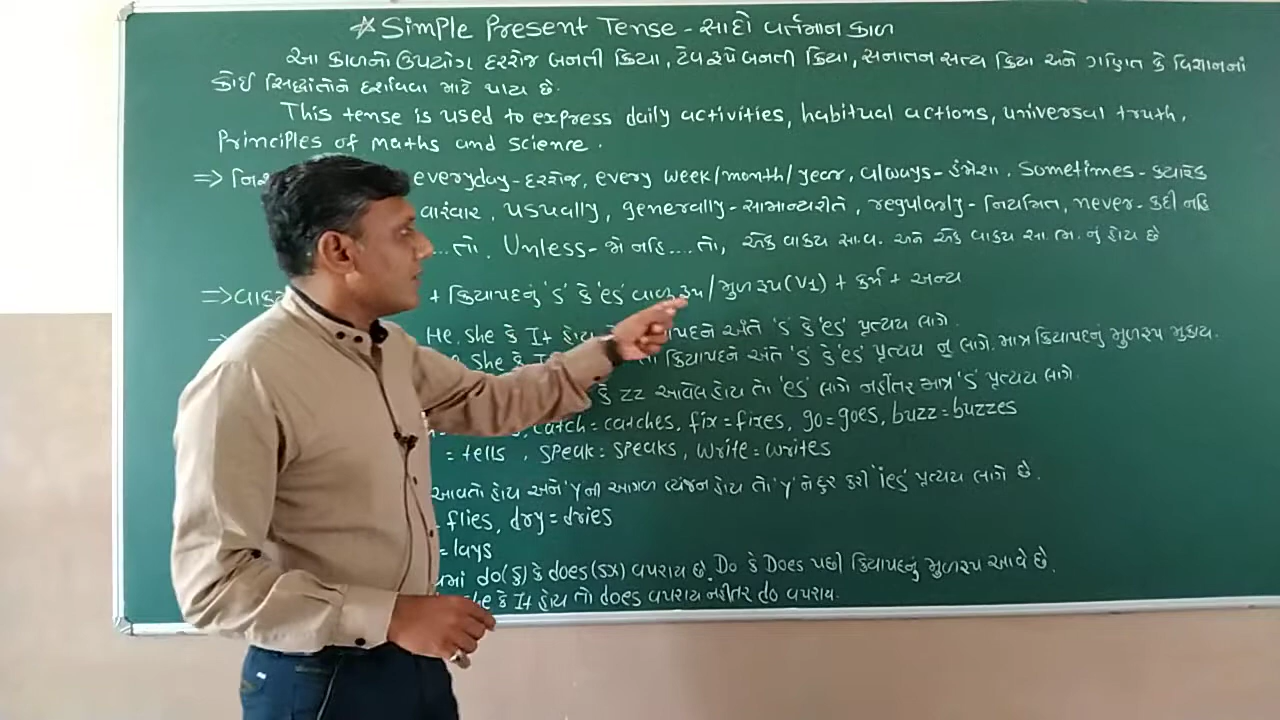 ☆ Simple Present Tense - સાદો વર્તમાન કાળ
આ કાળનો ઉપયોગ દરરોજ બનતી ક્રિયા, ટેવ રૂપે બનતી ક્રિયા, સનાતન સત્ય ક્રિયા અને ગણિત કે વિજ્ઞાનનાં
કોઈ સિદ્ધાંતોને દર્શાવવા માટે થાય છે.
This tense is used to express daily activities, habitual actions, universal truth,
Principles of maths and science.
⇒ everyday - દરરોજ, every week/month/year, always - હંમેશા, Sometimes - ક્યારેક
વારંવાર, usually, generally - સામાન્યરીતે, regularly - નિયમિત, never - કદી નહિ
....તો. Unless - જો નહિ....તો, એક વાક્ય સા.વ. અને એક વાક્ય સા.ભ. નું હોય છે
⇒ + ક્રિયાપદનું 's' કે 'es' વાળુ રૂપ/મુળ રૂપ(V1) + કર્મ + અન્ય
He, she કે It હોય અંતે 's' કે 'es' પ્રત્યય લાગે.
She કે ક્રિયાપદને અંતે 's' કે 'es' પ્રત્યય ન લાગે. માત્ર ક્રિયાપદનું મુળરૂપ મુકાય.
કે zz આવેલ હોય તો 'es' લાગે નહીંતર માત્ર 's' પ્રત્યય લાગે.
catch = catches, fix = fixes, go = goes, buzz = buzzes
= tells, speak = speaks, write = writes
આવતો હોય અને 'y' ની આગળ વ્યંજન હોય તો 'y' ને દુર કરી 'ies' પ્રત્યય લાગે છે.
flies, dry = dries
= lays
do(ડુ) કે does(ડઝ) વપરાય છે. Do કે Does પછી ક્રિયાપદનું મુળરૂપ આવે છે.
she કે It હોય તો does વપરાય નહીંતર do વપરાય.